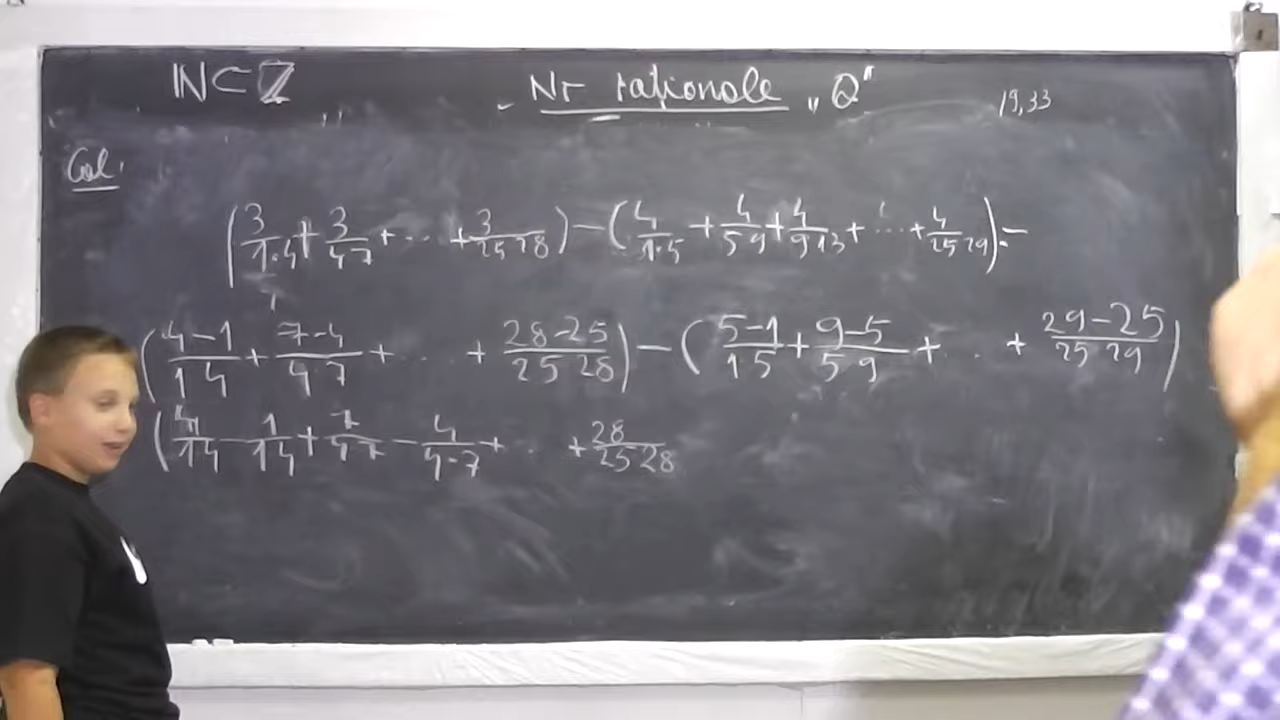 ℕ⊂ℤ - Nr rationale „Q" 19,33
Cal:
(3/1·4 + 3/4·7 + ... + 3/25·28) - (4/1·5 + 4/5·9 + 4/9·13 + ... + 4/25·29) =
(4-1/1·4 + 7-4/4·7 + ... + 28-25/25·28) - (5-1/1·5 + 9-5/5·9 + ... + 29-25/25·29)
(4/1·4 - 1/1·4 + 7/4·7 - 4/4·7 + ... + 28/25·28